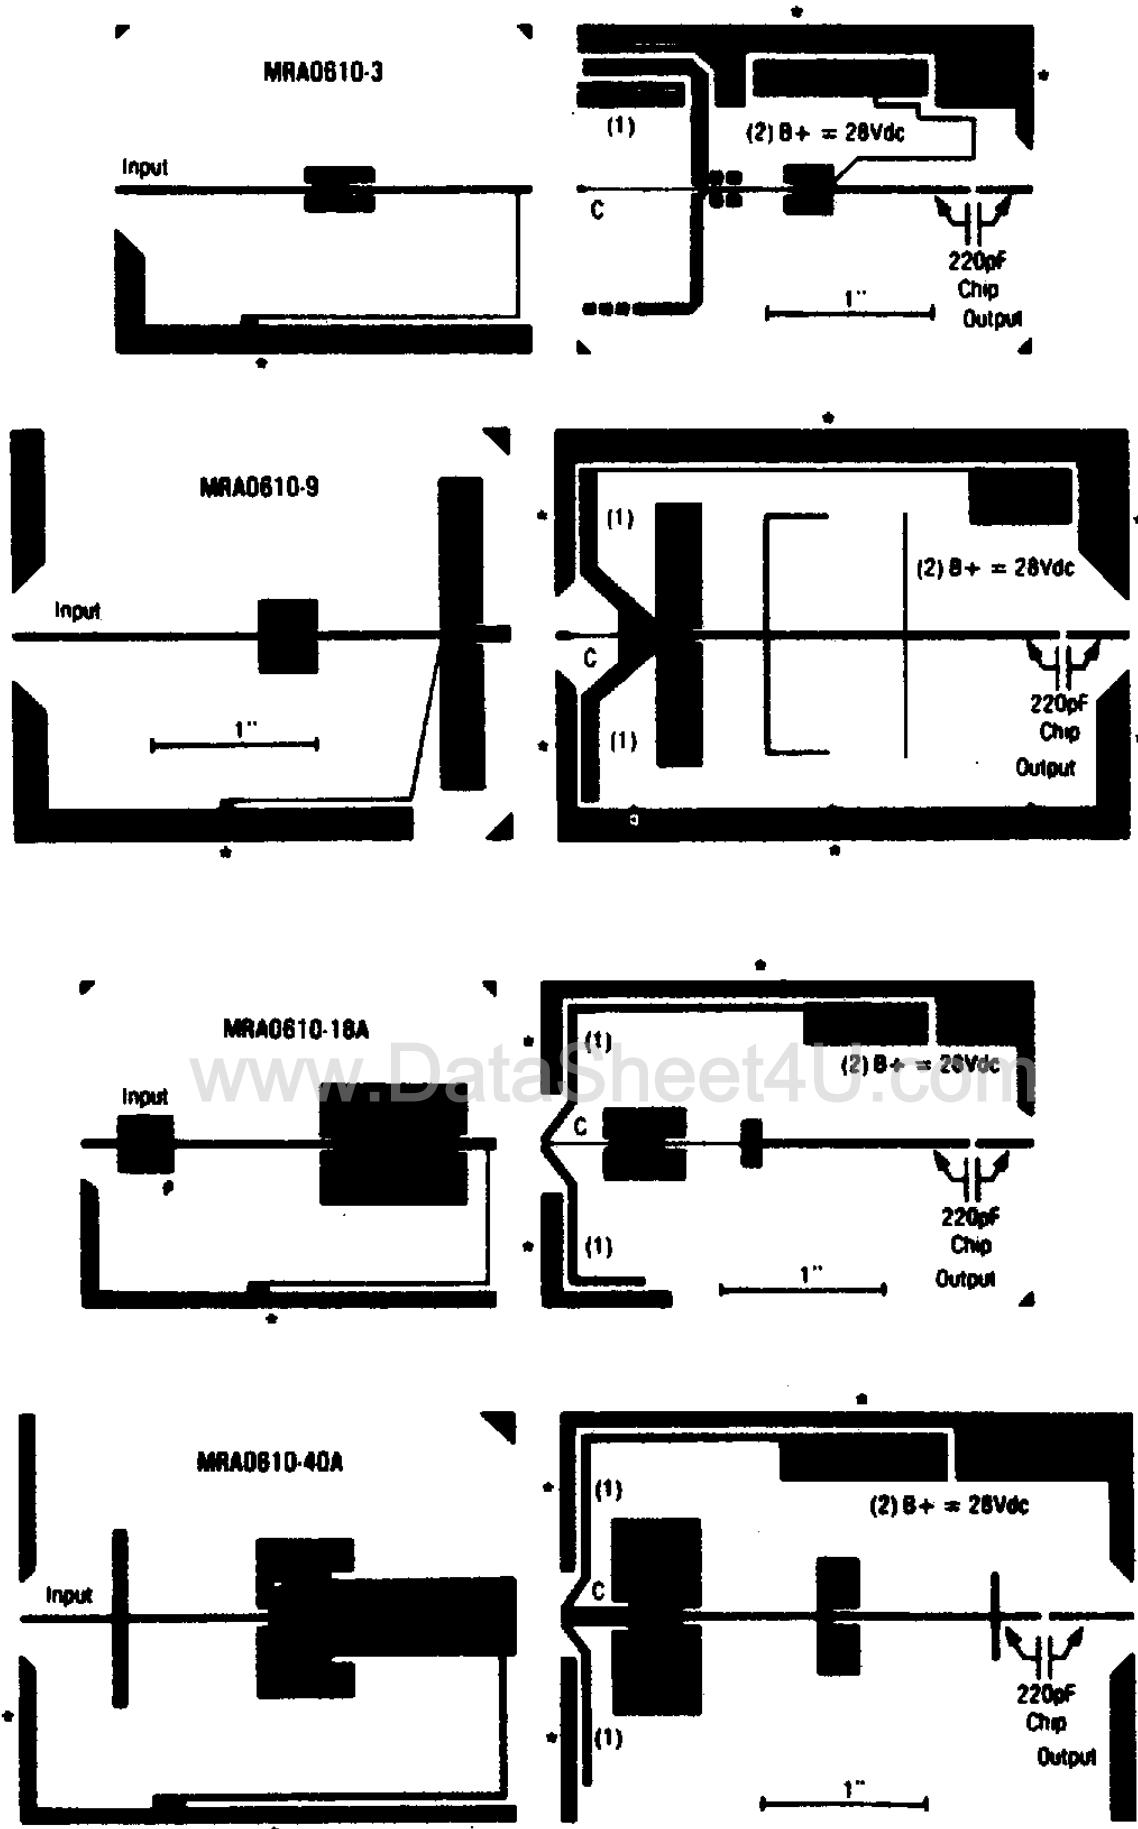 *
MRA0610-3
*
(1)
(2) B+ = 28Vdc
Input
C
220pF
1"
Chip
Output
*
*
MRA0610-9
*
(1)
*
(2) B+ = 28Vdc
Input
C
220pF
1"
Chip
*
(1)
*
Output
*
*
*
MRA0610-18A
*
(1)
www.DataSheet4U.com
(2) B+ = 28Vdc
Input
C
220pF
*
(1)
Chip
1"
Output
*
*
MRA0610-40A
*
(1)
(2) B+ = 28Vdc
Input
C
220pF
*
Chip
*
(1)
Output
1"